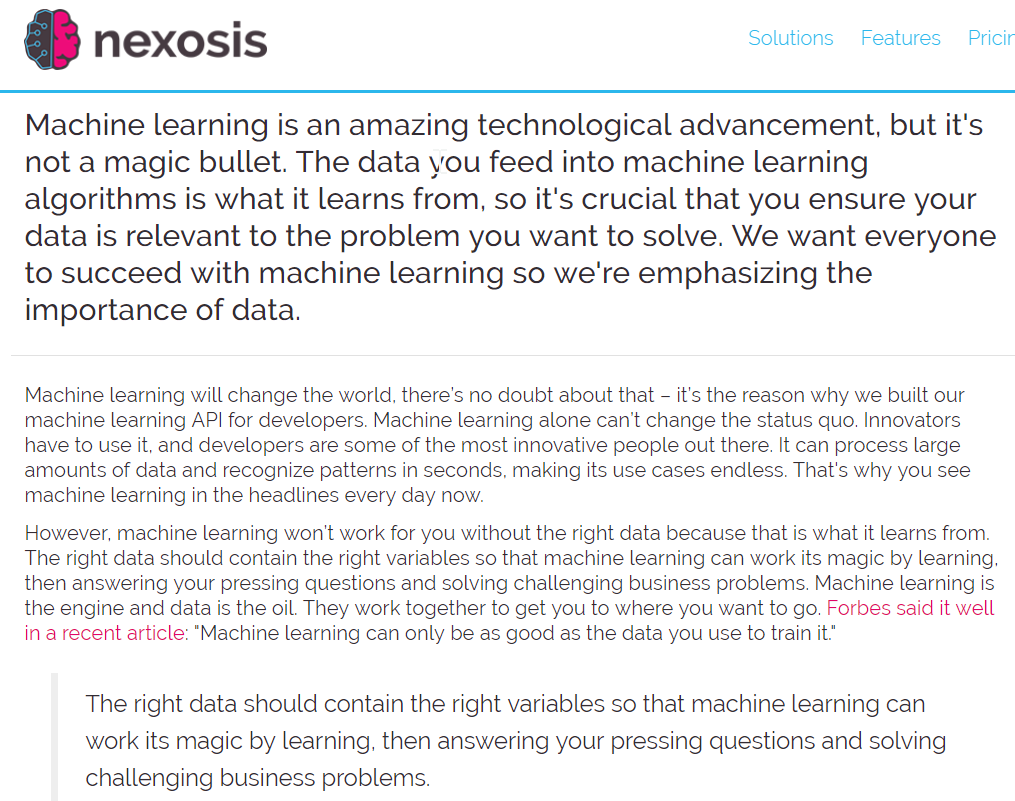 nexosis
Solutions Features Pricin
Machine learning is an amazing technological advancement, but it's
not a magic bullet. The data you feed into machine learning
algorithms is what it learns from, so it's crucial that you ensure your
data is relevant to the problem you want to solve. We want everyone
to succeed with machine learning so we're emphasizing the
importance of data.
Machine learning will change the world, there’s no doubt about that – it’s the reason why we built our
machine learning API for developers. Machine learning alone can’t change the status quo. Innovators
have to use it, and developers are some of the most innovative people out there. It can process large
amounts of data and recognize patterns in seconds, making its use cases endless. That's why you see
machine learning in the headlines every day now.
However, machine learning won’t work for you without the right data because that is what it learns from.
The right data should contain the right variables so that machine learning can work its magic by learning,
then answering your pressing questions and solving challenging business problems. Machine learning is
the engine and data is the oil. They work together to get you to where you want to go. Forbes said it well
in a recent article: "Machine learning can only be as good as the data you use to train it."
The right data should contain the right variables so that machine learning can
work its magic by learning, then answering your pressing questions and solving
challenging business problems.